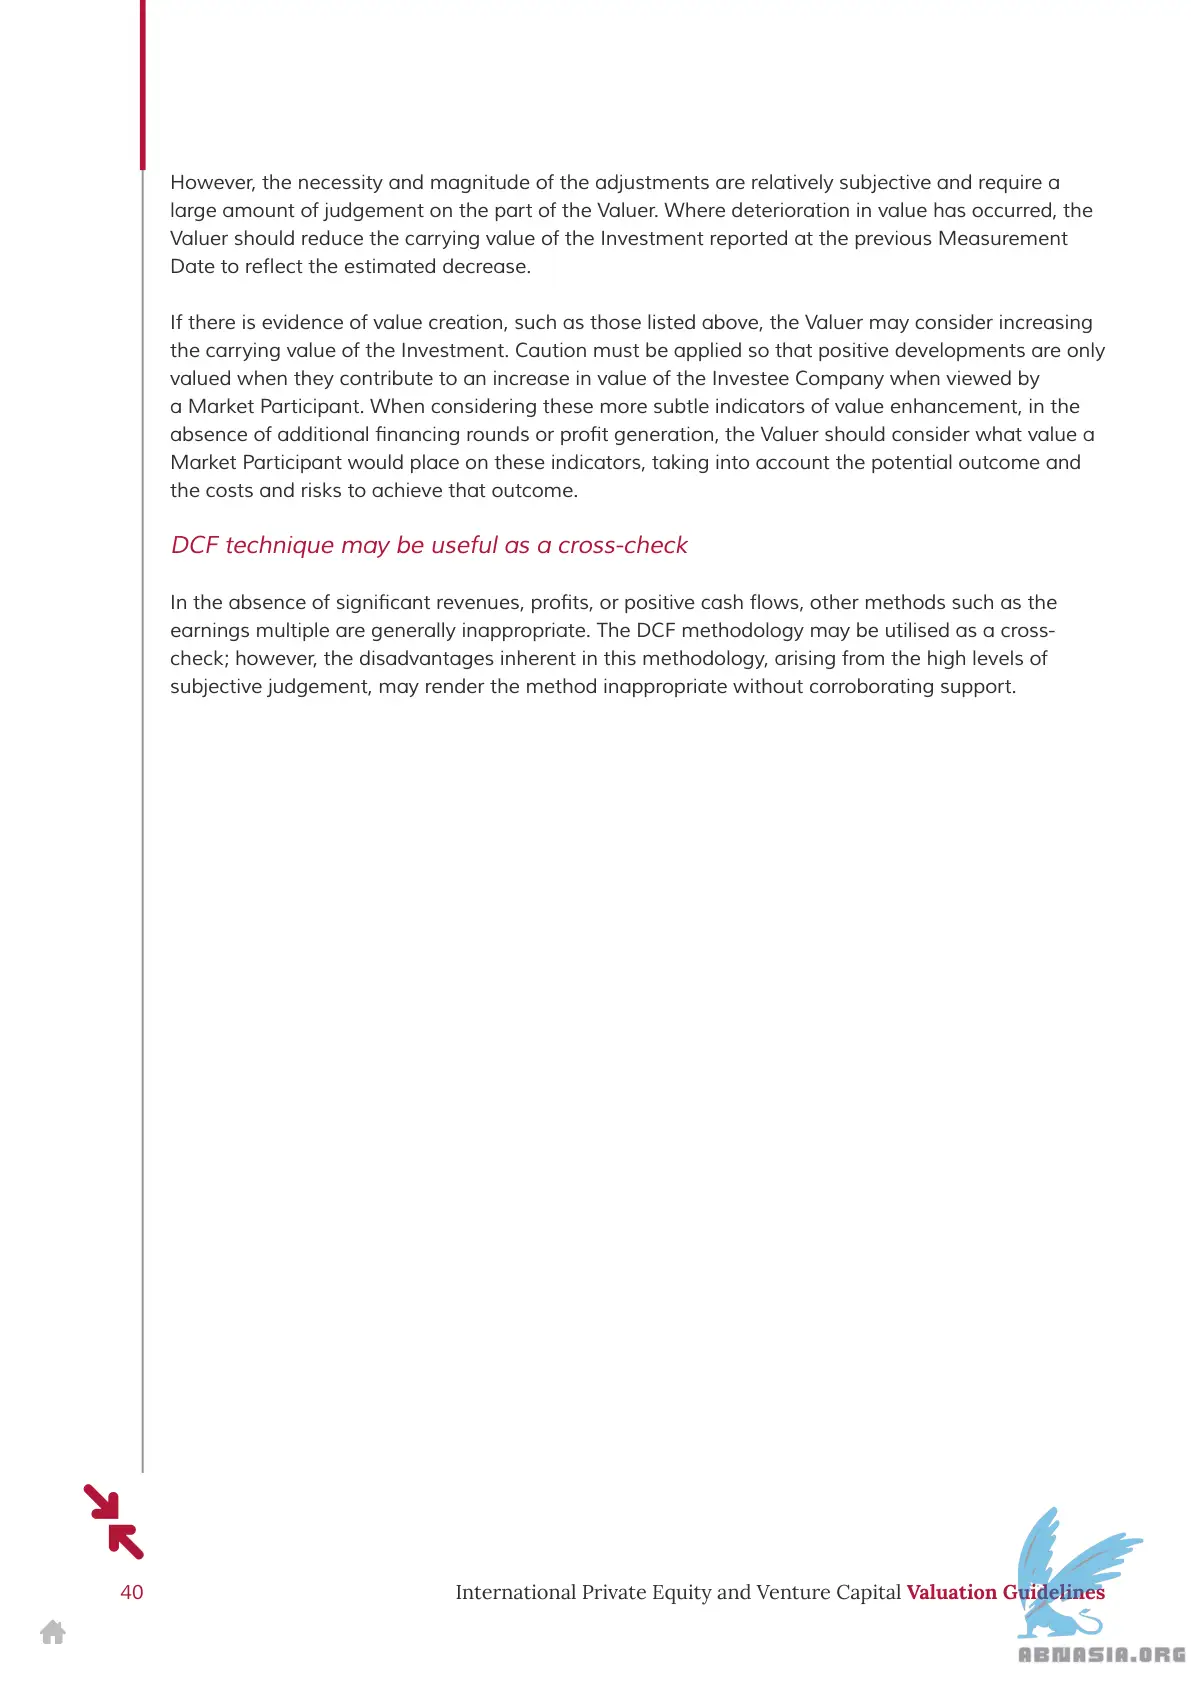 However, the necessity and magnitude of the adjustments are relatively subjective and require a
large amount of judgement on the part of the Valuer. Where deterioration in value has occurred, the
Valuer should reduce the carrying value of the Investment reported at the previous Measurement
Date to reflect the estimated decrease.
If there is evidence of value creation, such as those listed above, the Valuer may consider increasing
the carrying value of the Investment. Caution must be applied so that positive developments are only
valued when they contribute to an increase in value of the Investee Company when viewed by
a Market Participant. When considering these more subtle indicators of value enhancement, in the
absence of additional financing rounds or profit generation, the Valuer should consider what value a
Market Participant would place on these indicators, taking into account the potential outcome and
the costs and risks to achieve that outcome.
DCF technique may be useful as a cross-check
In the absence of significant revenues, profits, or positive cash flows, other methods such as the
earnings multiple are generally inappropriate. The DCF methodology may be utilised as a cross-
check; however, the disadvantages inherent in this methodology, arising from the high levels of
subjective judgement, may render the method inappropriate without corroborating support.
40
International Private Equity and Venture Capital Valuation Guidelines
ABNASIA.ORG